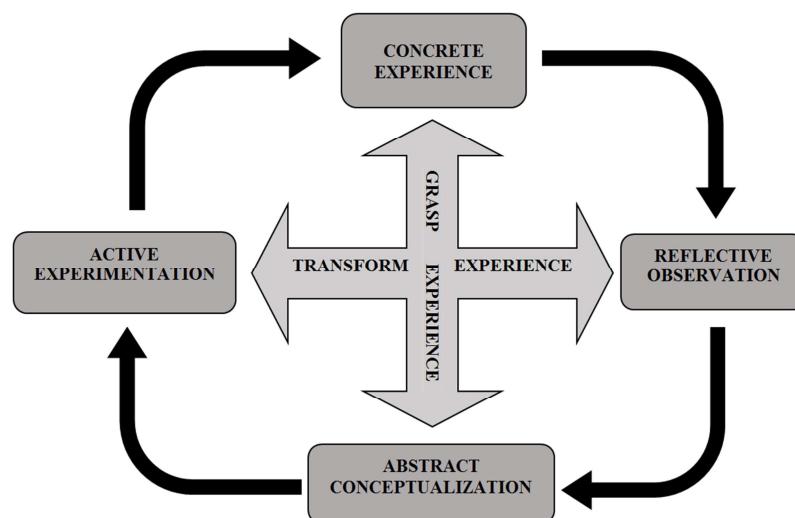 CONCRETE
EXPERIENCE
GRASP EXPERIENCE
ACTIVE
EXPERIMENTATION
TRANSFORM EXPERIENCE
REFLECTIVE
OBSERVATION
ABSTRACT
CONCEPTUALIZATION